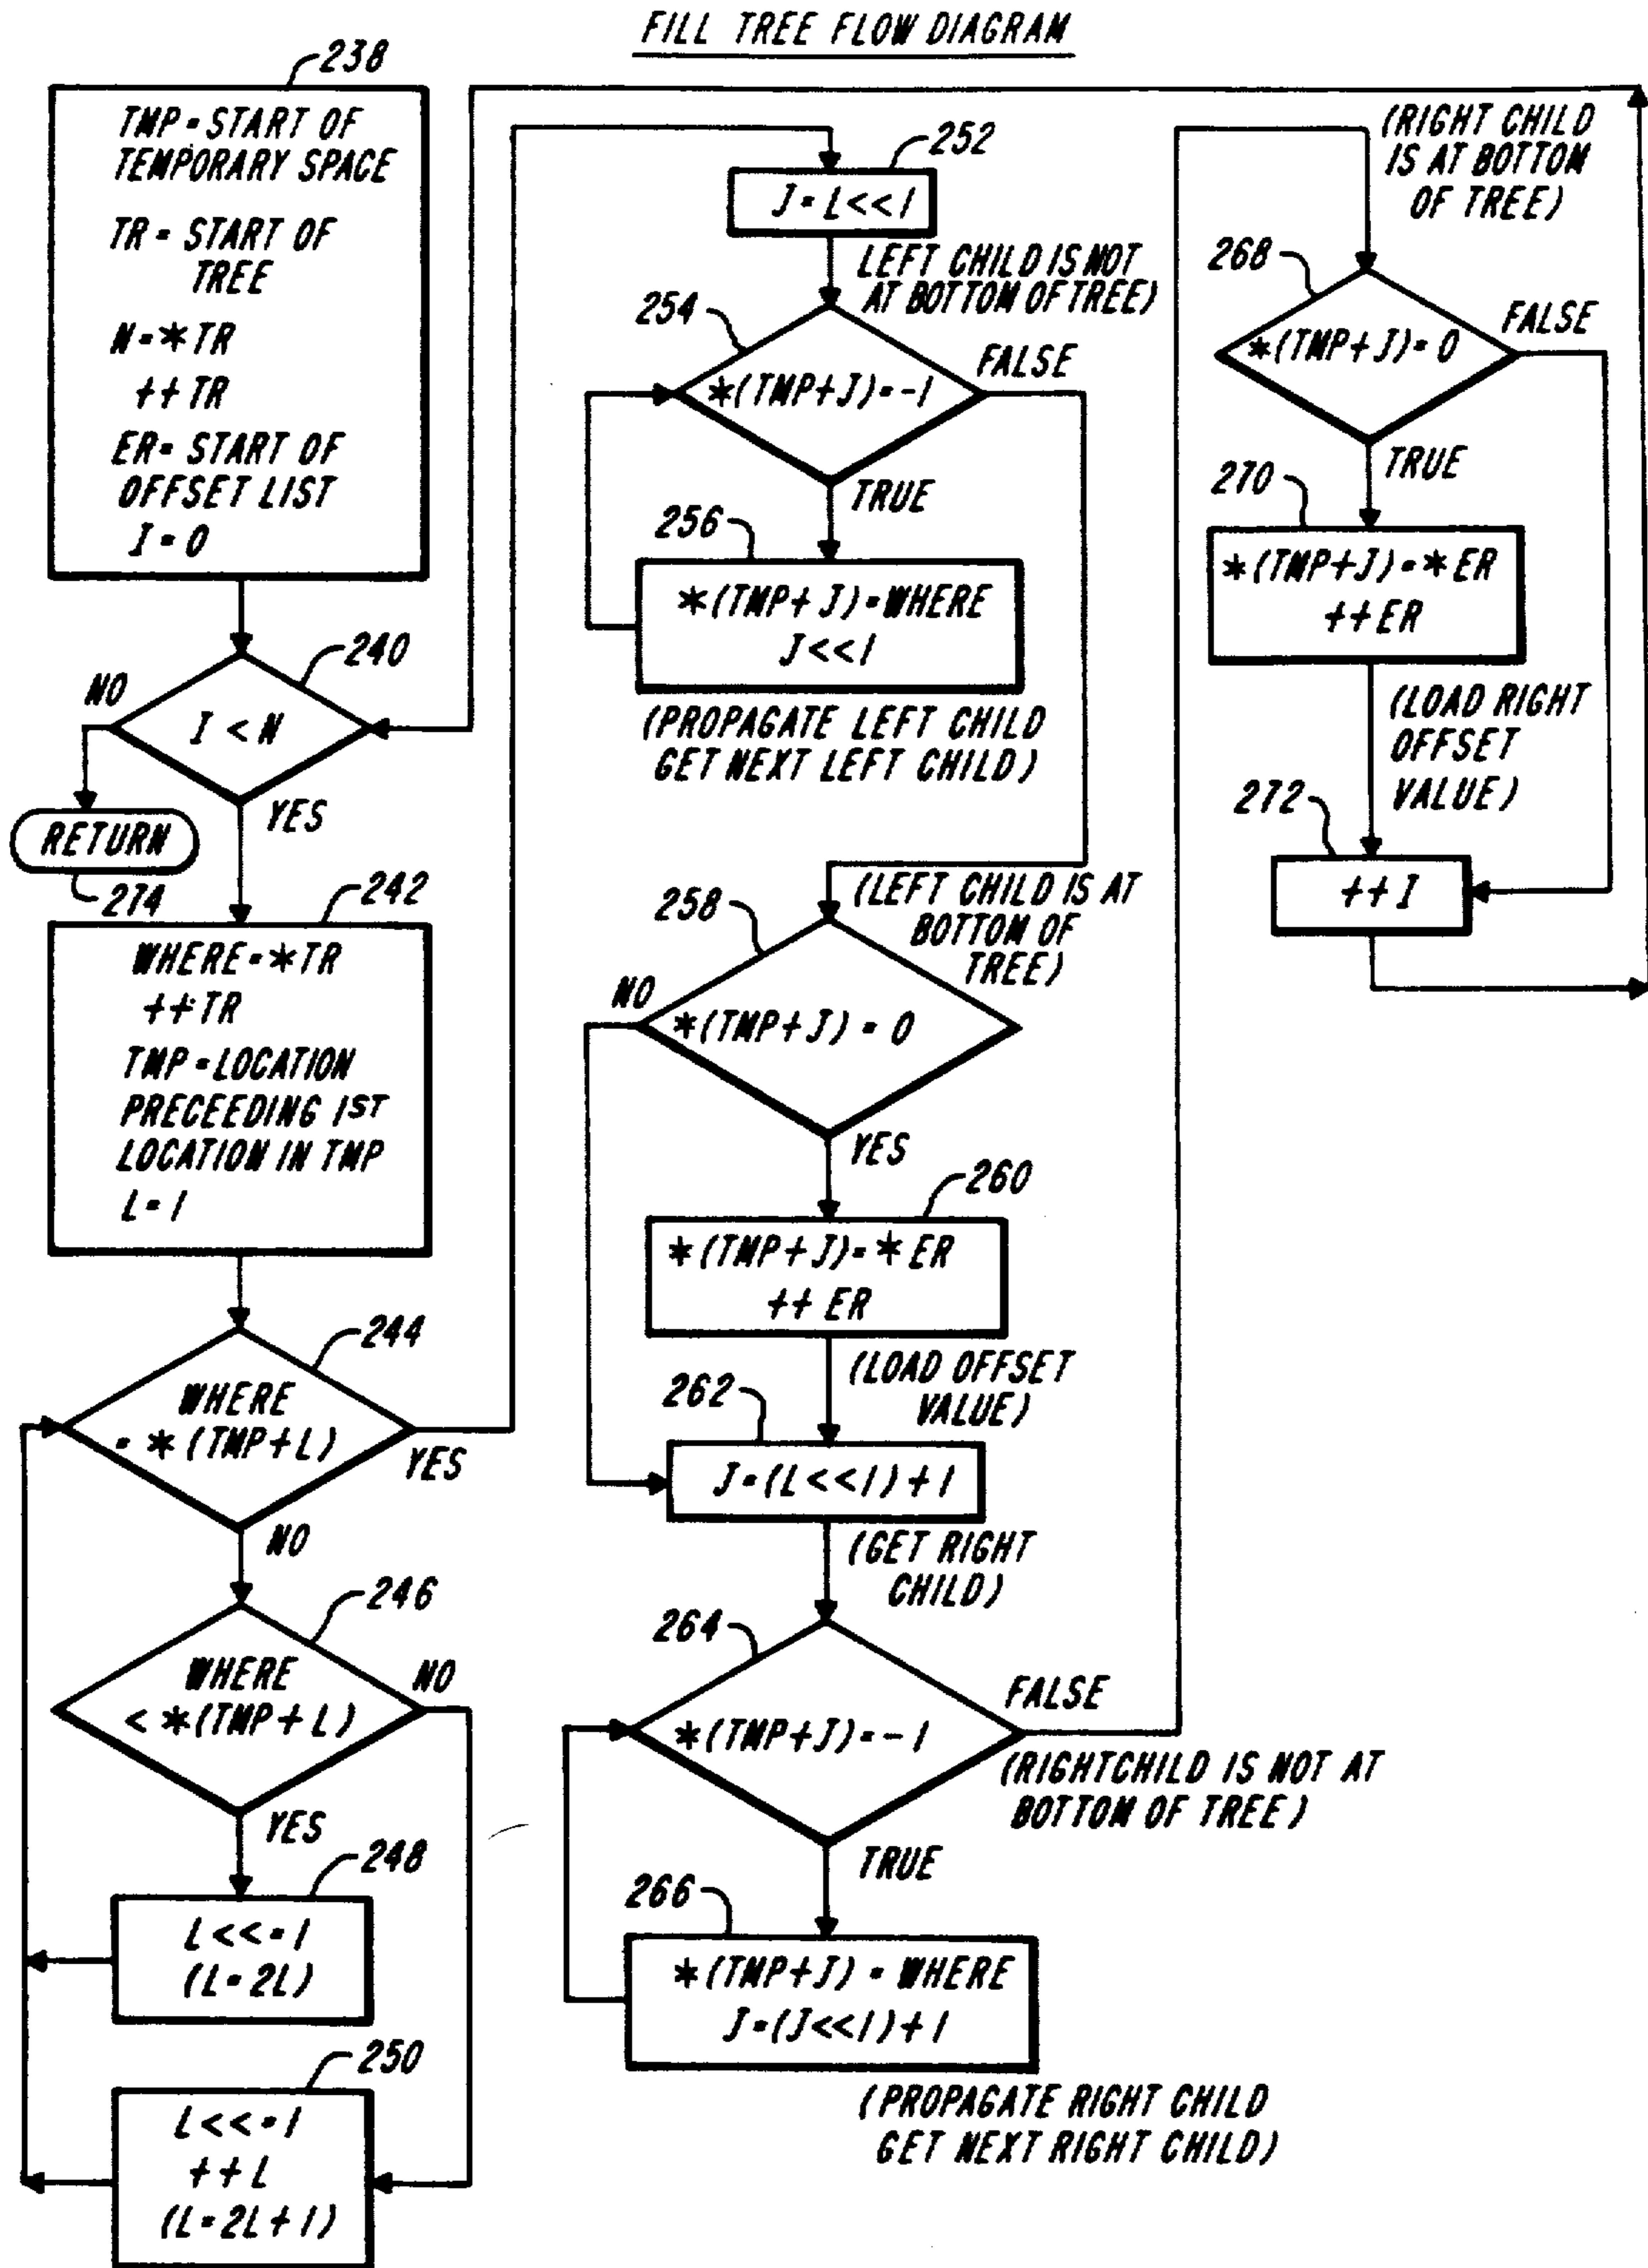 FILL TREE FLOW DIAGRAM
238
TMP = START OF
TEMPORARY SPACE
TR = START OF
TREE
N = *TR
++TR
ER = START OF
OFFSET LIST
I = 0
240
NO
I < N
YES
RETURN
274
242
WHERE = *TR
++TR
TMP = LOCATION
PRECEEDING 1ST
LOCATION IN TMP
L = 1
244
WHERE
= *(TMP+L)
YES
NO
246
WHERE
< *(TMP+L)
NO
YES
248
L <<= 1
(L=2L)
250
L <<= 1
++L
(L=2L+1)
252
J = L<<1
LEFT CHILD IS NOT
AT BOTTOM OF TREE)
254
*(TMP+J) = -1
FALSE
TRUE
256
*(TMP+J) = WHERE
J<<1
(PROPAGATE LEFT CHILD
GET NEXT LEFT CHILD)
(LEFT CHILD IS AT
BOTTOM OF
TREE)
258
NO
*(TMP+J) = 0
YES
260
*(TMP+J) = *ER
++ER
(LOAD OFFSET
VALUE)
262
J=(L<<1)+1
(GET RIGHT
CHILD)
264
*(TMP+J) = -1
FALSE
(RIGHTCHILD IS NOT AT
BOTTOM OF TREE)
TRUE
266
*(TMP+J) = WHERE
J=(J<<1)+1
(PROPAGATE RIGHT CHILD
GET NEXT RIGHT CHILD)
(RIGHT CHILD
IS AT BOTTOM
OF TREE)
268
*(TMP+J) = 0
FALSE
TRUE
270
*(TMP+J) = *ER
++ER
(LOAD RIGHT
OFFSET
VALUE)
272
++I